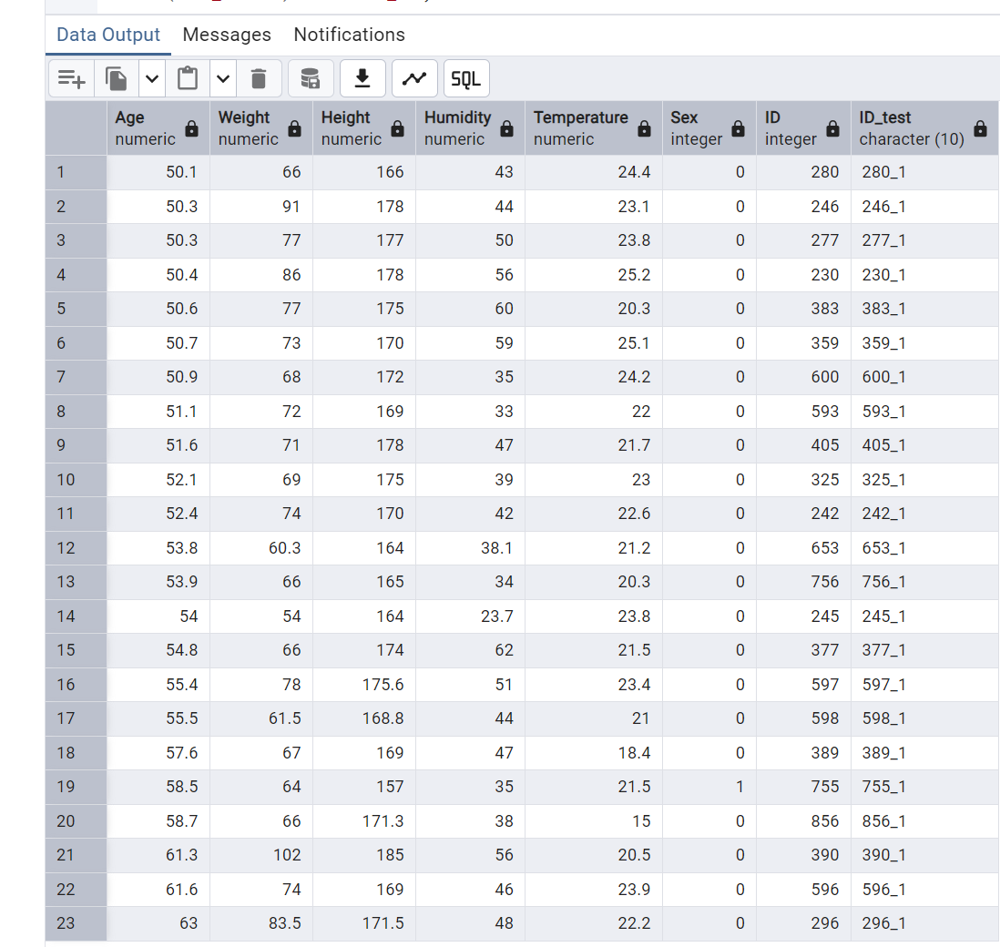 Data Output Messages Notifications
SQL
Age Weight Height Humidity Temperature Sex ID ID_test
numeric numeric numeric numeric numeric integer integer character (10)
1 50.1 66 166 43 24.4 0 280 280_1
2 50.3 91 178 44 23.1 0 246 246_1
3 50.3 77 177 50 23.8 0 277 277_1
4 50.4 86 178 56 25.2 0 230 230_1
5 50.6 77 175 60 20.3 0 383 383_1
6 50.7 73 170 59 25.1 0 359 359_1
7 50.9 68 172 35 24.2 0 600 600_1
8 51.1 72 169 33 22 0 593 593_1
9 51.6 71 178 47 21.7 0 405 405_1
10 52.1 69 175 39 23 0 325 325_1
11 52.4 74 170 42 22.6 0 242 242_1
12 53.8 60.3 164 38.1 21.2 0 653 653_1
13 53.9 66 165 34 20.3 0 756 756_1
14 54 54 164 23.7 23.8 0 245 245_1
15 54.8 66 174 62 21.5 0 377 377_1
16 55.4 78 175.6 51 23.4 0 597 597_1
17 55.5 61.5 168.8 44 21 0 598 598_1
18 57.6 67 169 47 18.4 0 389 389_1
19 58.5 64 157 35 21.5 1 755 755_1
20 58.7 66 171.3 38 15 0 856 856_1
21 61.3 102 185 56 20.5 0 390 390_1
22 61.6 74 169 46 23.9 0 596 596_1
23 63 83.5 171.5 48 22.2 0 296 296_1